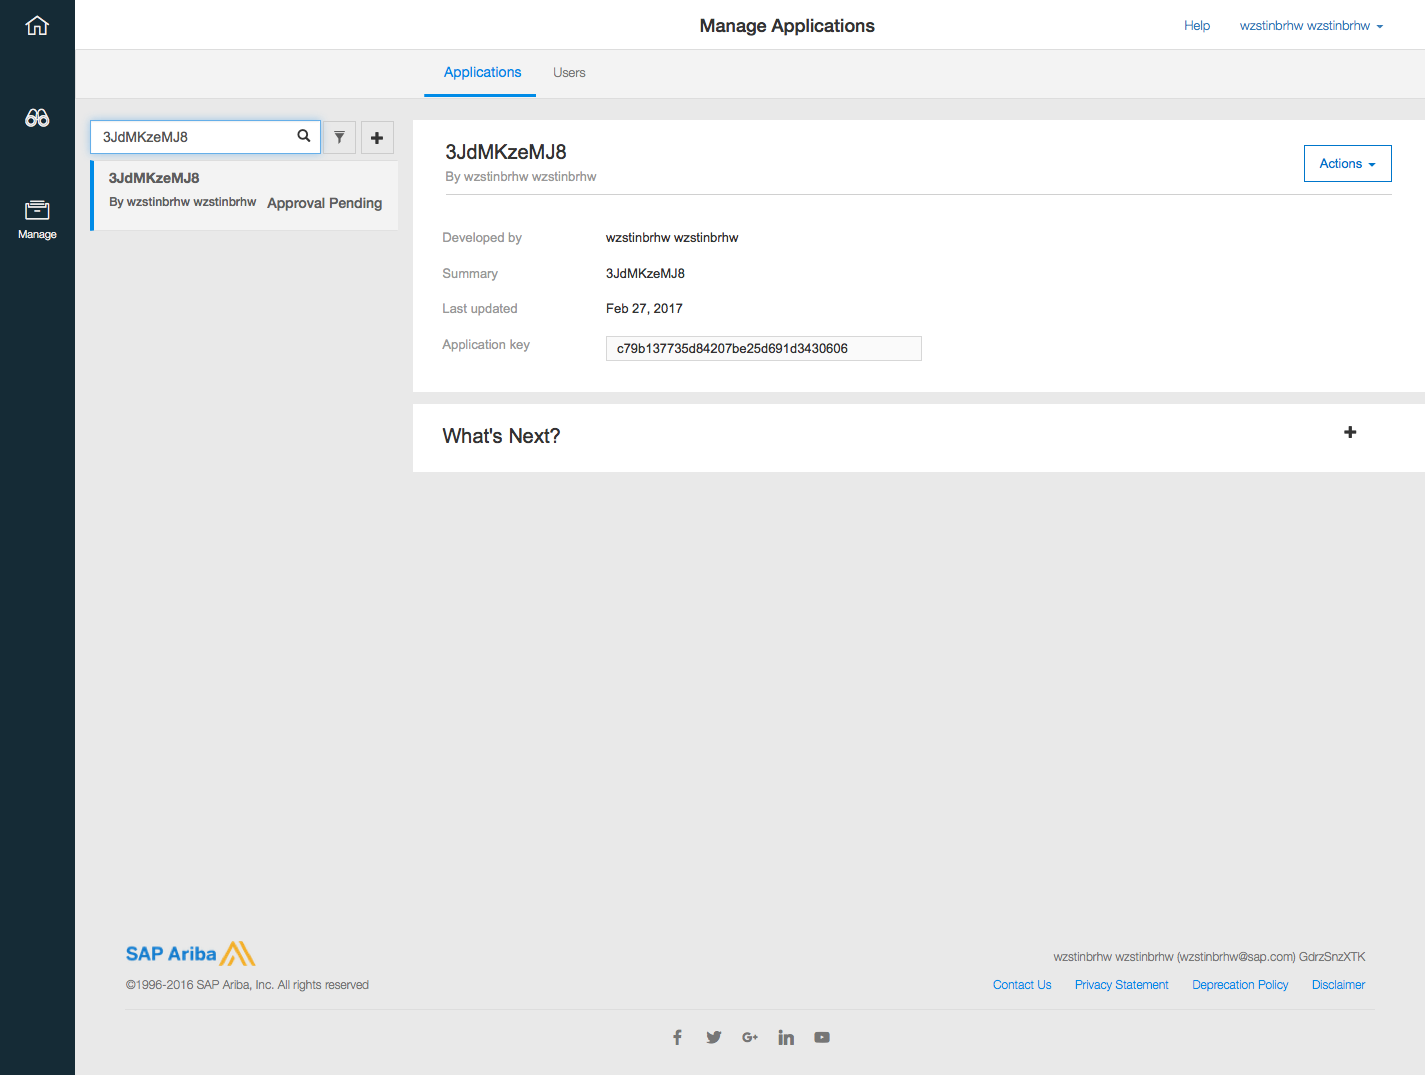 Manage Applications
Help
wzstinbrhw wzstinbrhw
Applications
Users
Manage
3JdMKzeMJ8
3JdMKzeMJ8
By wzstinbrhw wzstinbrhw
Approval Pending
3JdMKzeMJ8
By wzstinbrhw wzstinbrhw
Actions
Developed by
wzstinbrhw wzstinbrhw
Summary
3JdMKzeMJ8
Last updated
Feb 27, 2017
Application key
c79b137735d84207be25d691d3430606
What's Next?
SAP Ariba
©1996-2016 SAP Ariba, Inc. All rights reserved
wzstinbrhw wzstinbrhw (wzstinbrhw@sap.com) GdrzSnzXTK
Contact Us
Privacy Statement
Deprecation Policy
Disclaimer